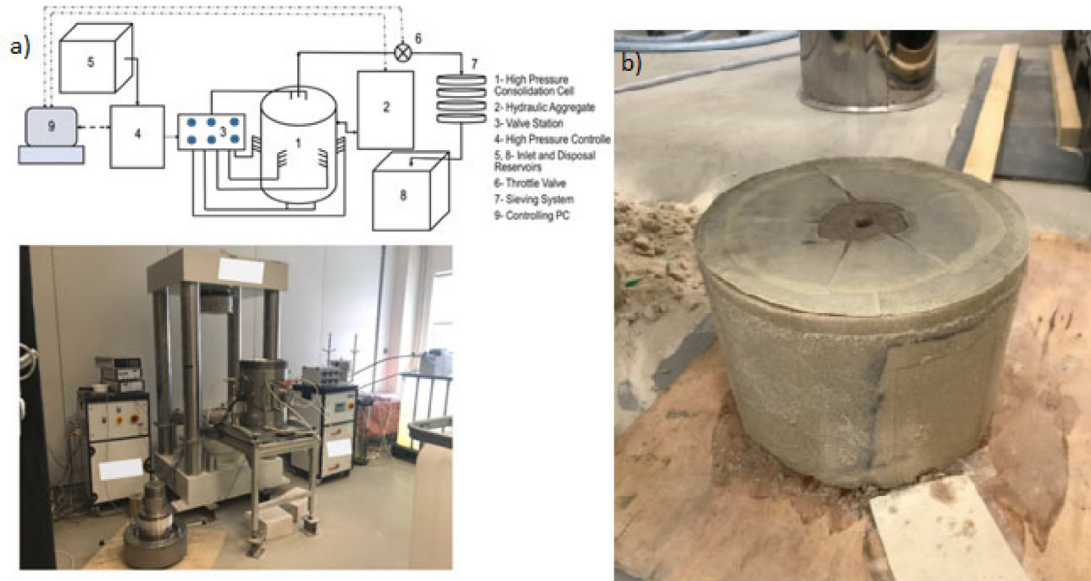 a)
6
7
5
9
4
3
1
2
8
1- High Pressure
Consolidation Cell
2- Hydraulic Aggregate
3- Valve Station
4- High Pressure Controlle
5, 8- Inlet and Disposal
Reservoirs
6- Throttle Valve
7- Sieving System
9- Controlling PC
b)